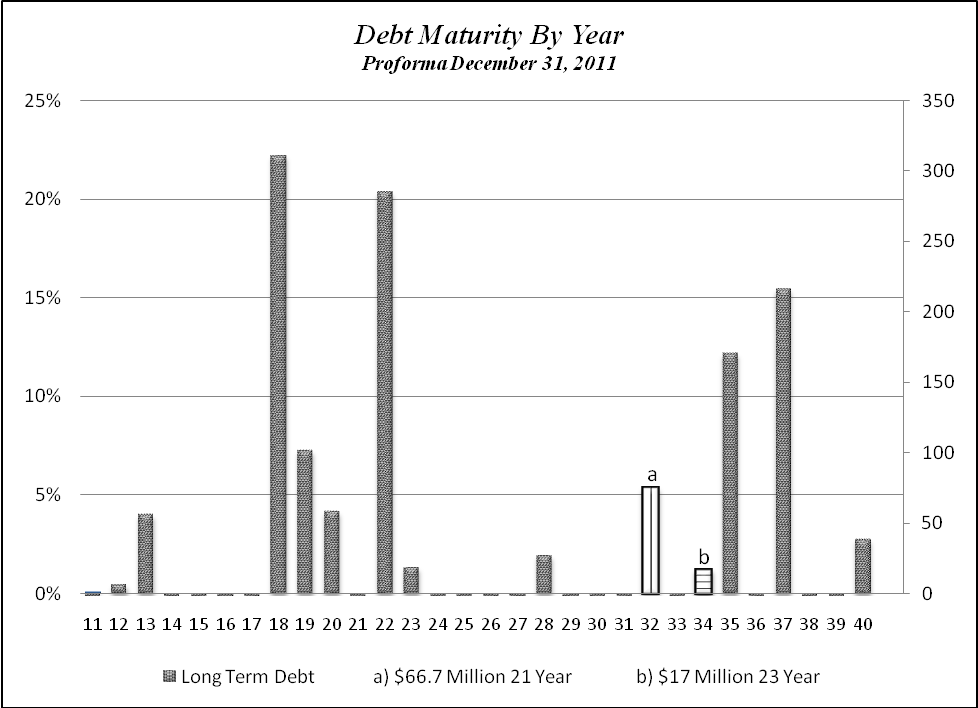 Debt Maturity By Year
Proforma December 31, 2011
25%
20%
15%
10%
5%
0%
350
300
250
200
150
100
50
0
a
b
11 12 13 14 15 16 17 18 19 20 21 22 23 24 25 26 27 28 29 30 31 32 33 34 35 36 37 38 39 40
Long Term Debt a) $66.7 Million 21 Year b) $17 Million 23 Year